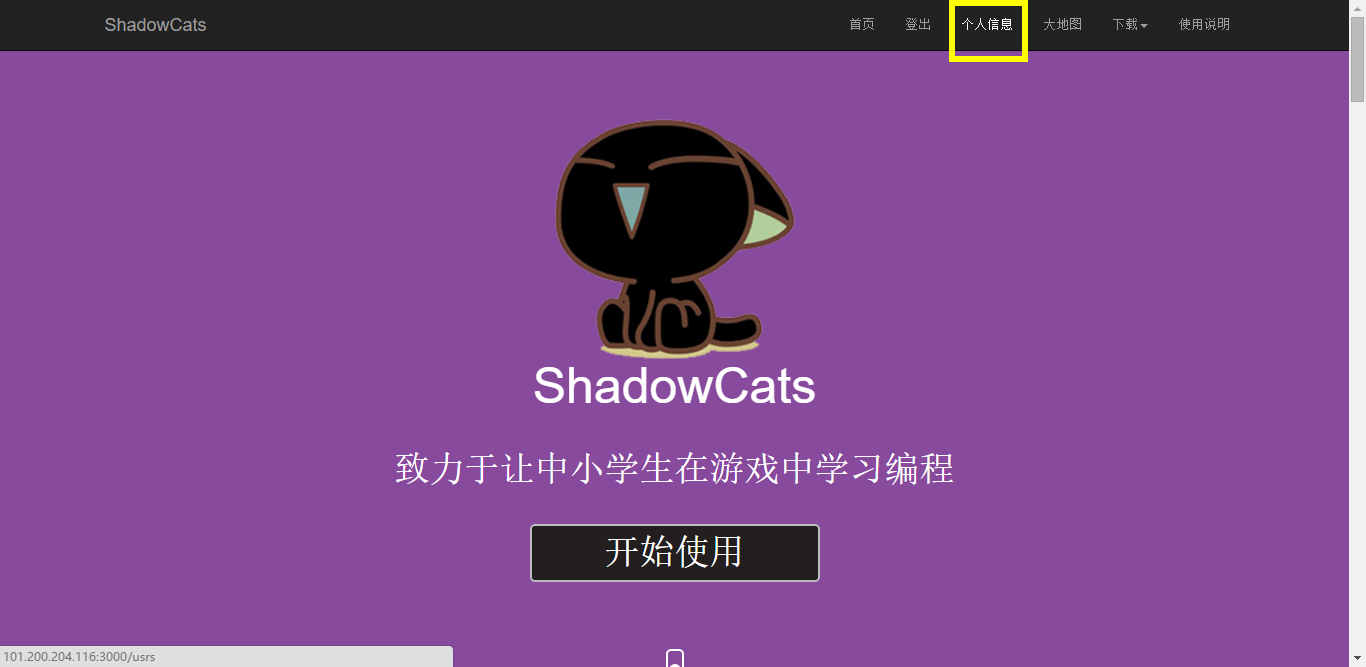 ShadowCats 首页 登出 个人信息 大地图 下载 使用说明
ShadowCats
致力于让中小学生在游戏中学习编程
开始使用
101.200.204.116:3000/usrs